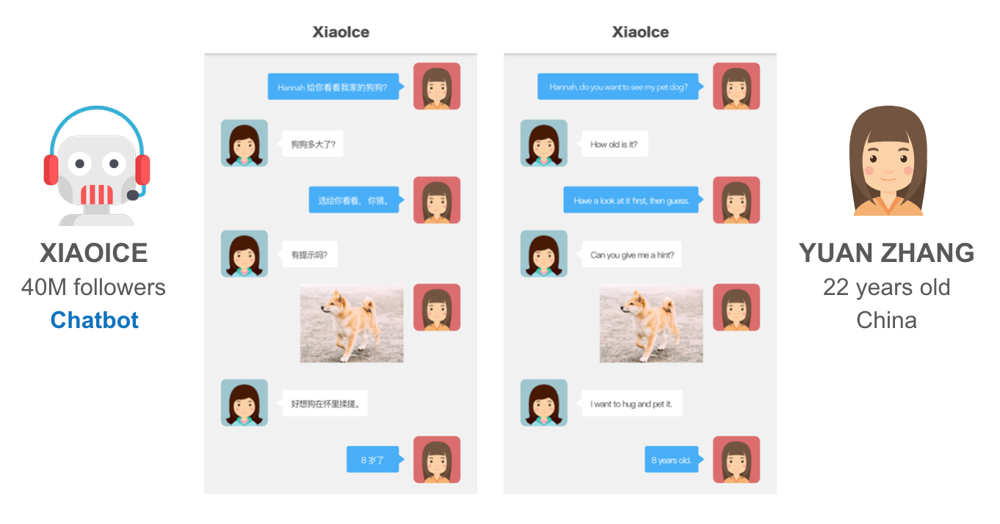 XIAOICE
40M followers
Chatbot
XiaoIce
Hannah 给你看看我家的狗狗?
狗狗多大了?
选给你看看， 你猜。
有提示吗?
好想狗在怀里揉搓。
8 岁了
XiaoIce
Hannah, do you want to see my pet dog?
How old is it?
Have a look at it first, then guess.
Can you give me a hint?
I want to hug and pet it.
8 years old.
YUAN ZHANG
22 years old
China